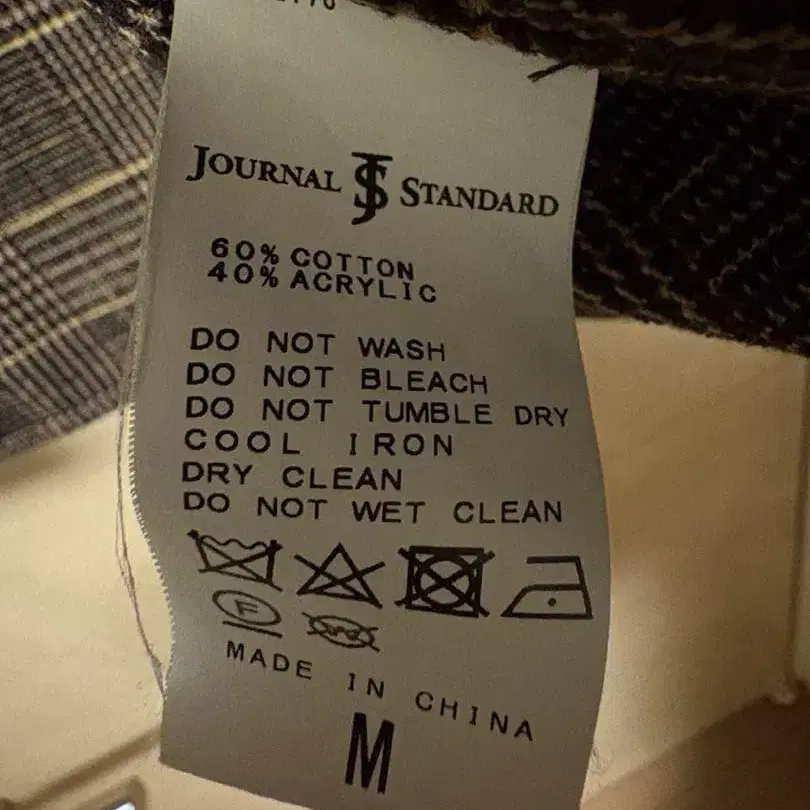 JOURNAL JS STANDARD
60% COTTON
40% ACRYLIC
DO NOT WASH
DO NOT BLEACH
DO NOT TUMBLE DRY
COOL IRON
DRY CLEAN
DO NOT WET CLEAN
F W
MADE IN CHINA
M